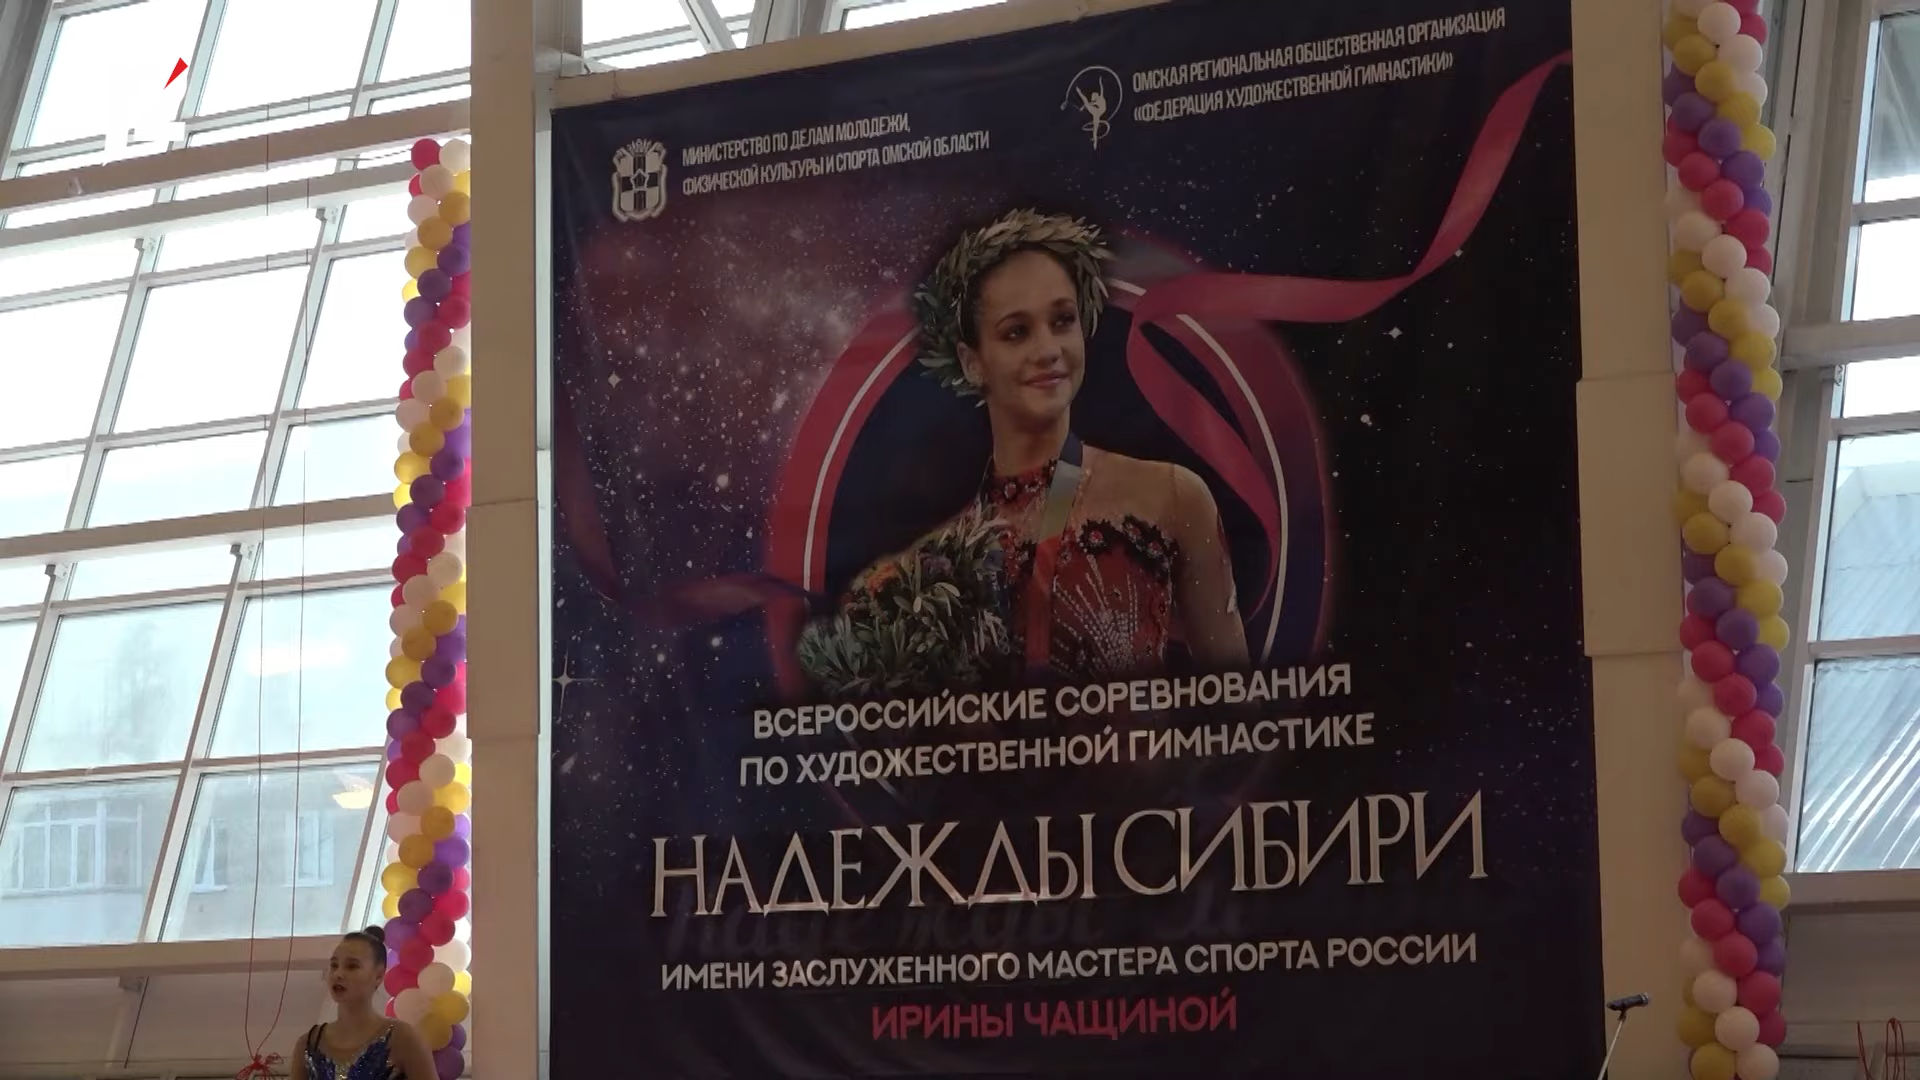 МИНИСТЕРСТВО ПО ДЕЛАМ МОЛОДЕЖИ,
ФИЗИЧЕСКОЙ КУЛЬТУРЫ И СПОРТА ОМСКОЙ ОБЛАСТИ
ОМСКАЯ РЕГИОНАЛЬНАЯ ОБЩЕСТВЕННАЯ ОРГАНИЗАЦИЯ
«ФЕДЕРАЦИЯ ХУДОЖЕСТВЕННОЙ ГИМНАСТИКИ»
ВСЕРОССИЙСКИЕ СОРЕВНОВАНИЯ
ПО ХУДОЖЕСТВЕННОЙ ГИМНАСТИКЕ
НАДЕЖДЫ СИБИРИ
ИМЕНИ ЗАСЛУЖЕННОГО МАСТЕРА СПОРТА РОССИИ
ИРИНЫ ЧАЩИНОЙ